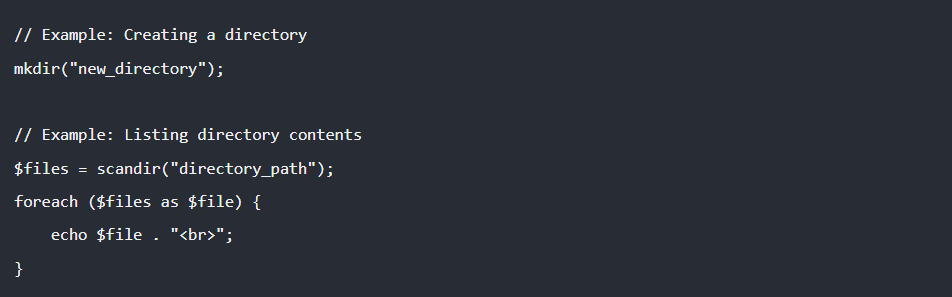 // Example: Creating a directory
mkdir("new_directory");
// Example: Listing directory contents
$files = scandir("directory_path");
foreach ($files as $file) {
    echo $file . "<br>";
}